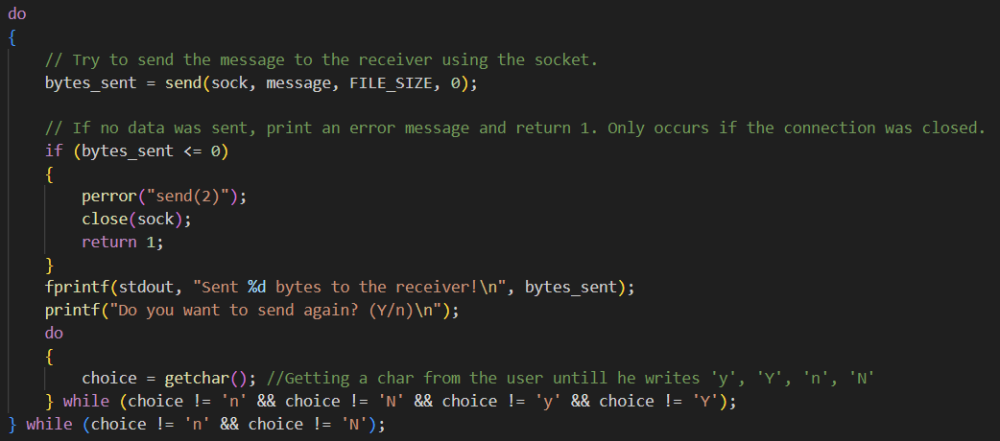 do
{
    // Try to send the message to the receiver using the socket.
    bytes_sent = send(sock, message, FILE_SIZE, 0);

    // If no data was sent, print an error message and return 1. Only occurs if the connection was closed.
    if (bytes_sent <= 0)
    {
        perror("send(2)");
        close(sock);
        return 1;
    }
    fprintf(stdout, "Sent %d bytes to the receiver!\n", bytes_sent);
    printf("Do you want to send again? (Y/n)\n");
    do
    {
        choice = getchar(); //Getting a char from the user untill he writes 'y', 'Y', 'n', 'N'
    } while (choice != 'n' && choice != 'N' && choice != 'y' && choice != 'Y');
} while (choice != 'n' && choice != 'N');